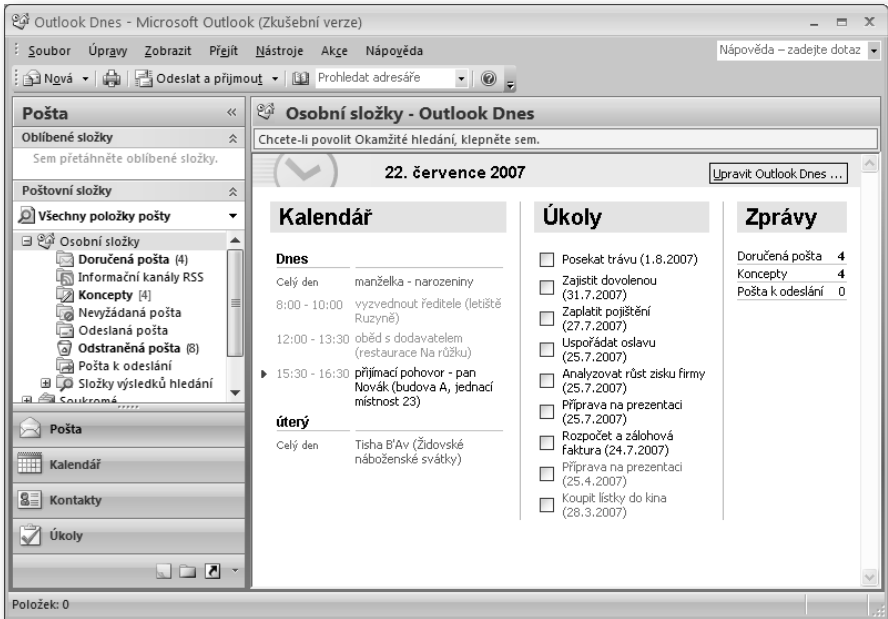 Outlook Dnes - Microsoft Outlook (Zkušební verze)
Soubor Úpravy Zobrazit Přejít Nástroje Akce Nápověda Nápověda – zadejte dotaz
Nová Odeslat a přijmout Prohledat adresáře
Pošta «
Oblíbené složky
Sem přetáhněte oblíbené složky.
Poštovní složky
Všechny položky pošty
Osobní složky
Doručená pošta (4)
Informační kanály RSS
Koncepty [4]
Nevyžádaná pošta
Odeslaná pošta
Odstraněná pošta (8)
Pošta k odeslání
Složky výsledků hledání
Soukromé
Pošta
Kalendář
Kontakty
Úkoly
Osobní složky - Outlook Dnes
Chcete-li povolit Okamžité hledání, klepněte sem.
22. července 2007
Upravit Outlook Dnes ...
Kalendář
Dnes
Celý den manželka - narozeniny
8:00 - 10:00 vyzvednout ředitele (letiště
Ruzyně)
12:00 - 13:30 oběd s dodavatelem
(restaurace Na růžku)
15:30 - 16:30 přijímací pohovor - pan
Novák (budova A, jednací
místnost 23)
úterý
Celý den Tisha B'Av (Židovské
náboženské svátky)
Úkoly
Posekat trávu (1.8.2007)
Zajistit dovolenou
(31.7.2007)
Zaplatit pojištění
(27.7.2007)
Uspořádat oslavu
(25.7.2007)
Analyzovat růst zisku firmy
(25.7.2007)
Příprava na prezentaci
(25.7.2007)
Rozpočet a zálohová
faktura (24.7.2007)
Příprava na prezentaci
(25.4.2007)
Koupit lístky do kina
(28.3.2007)
Zprávy
Doručená pošta 4
Koncepty 4
Pošta k odeslání 0
Položek: 0